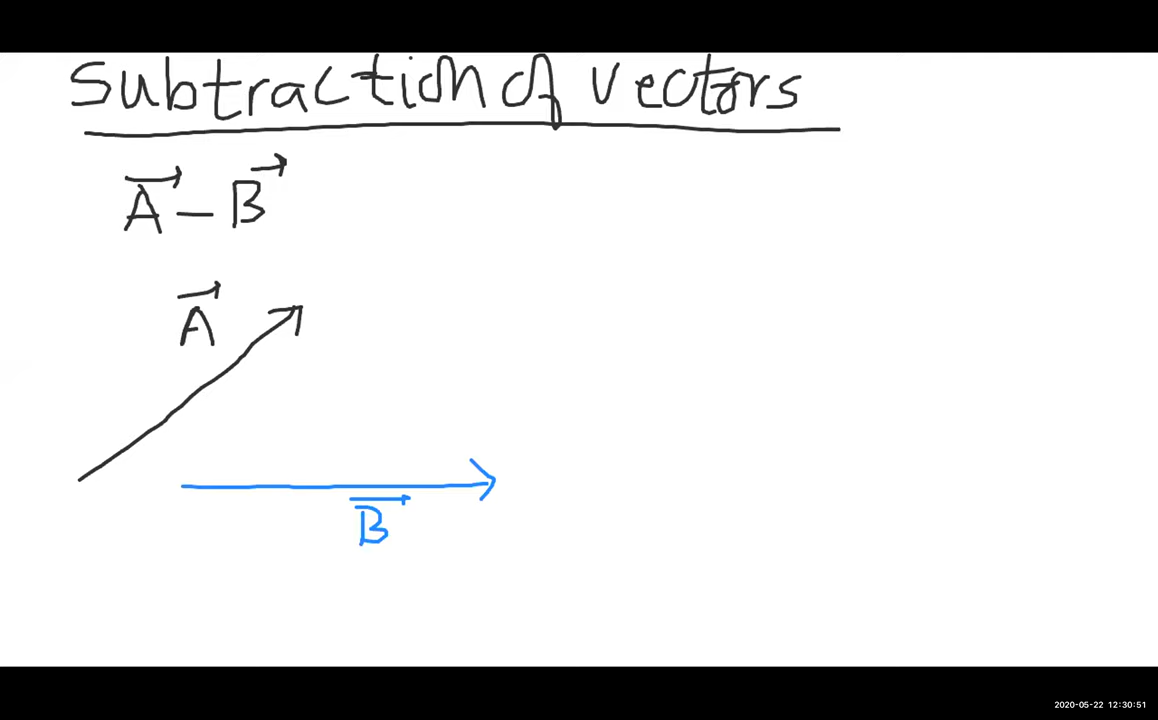 Subtraction of vectors
A⃗ - B⃗
A⃗
B⃗
2020-05-22 12:30:51